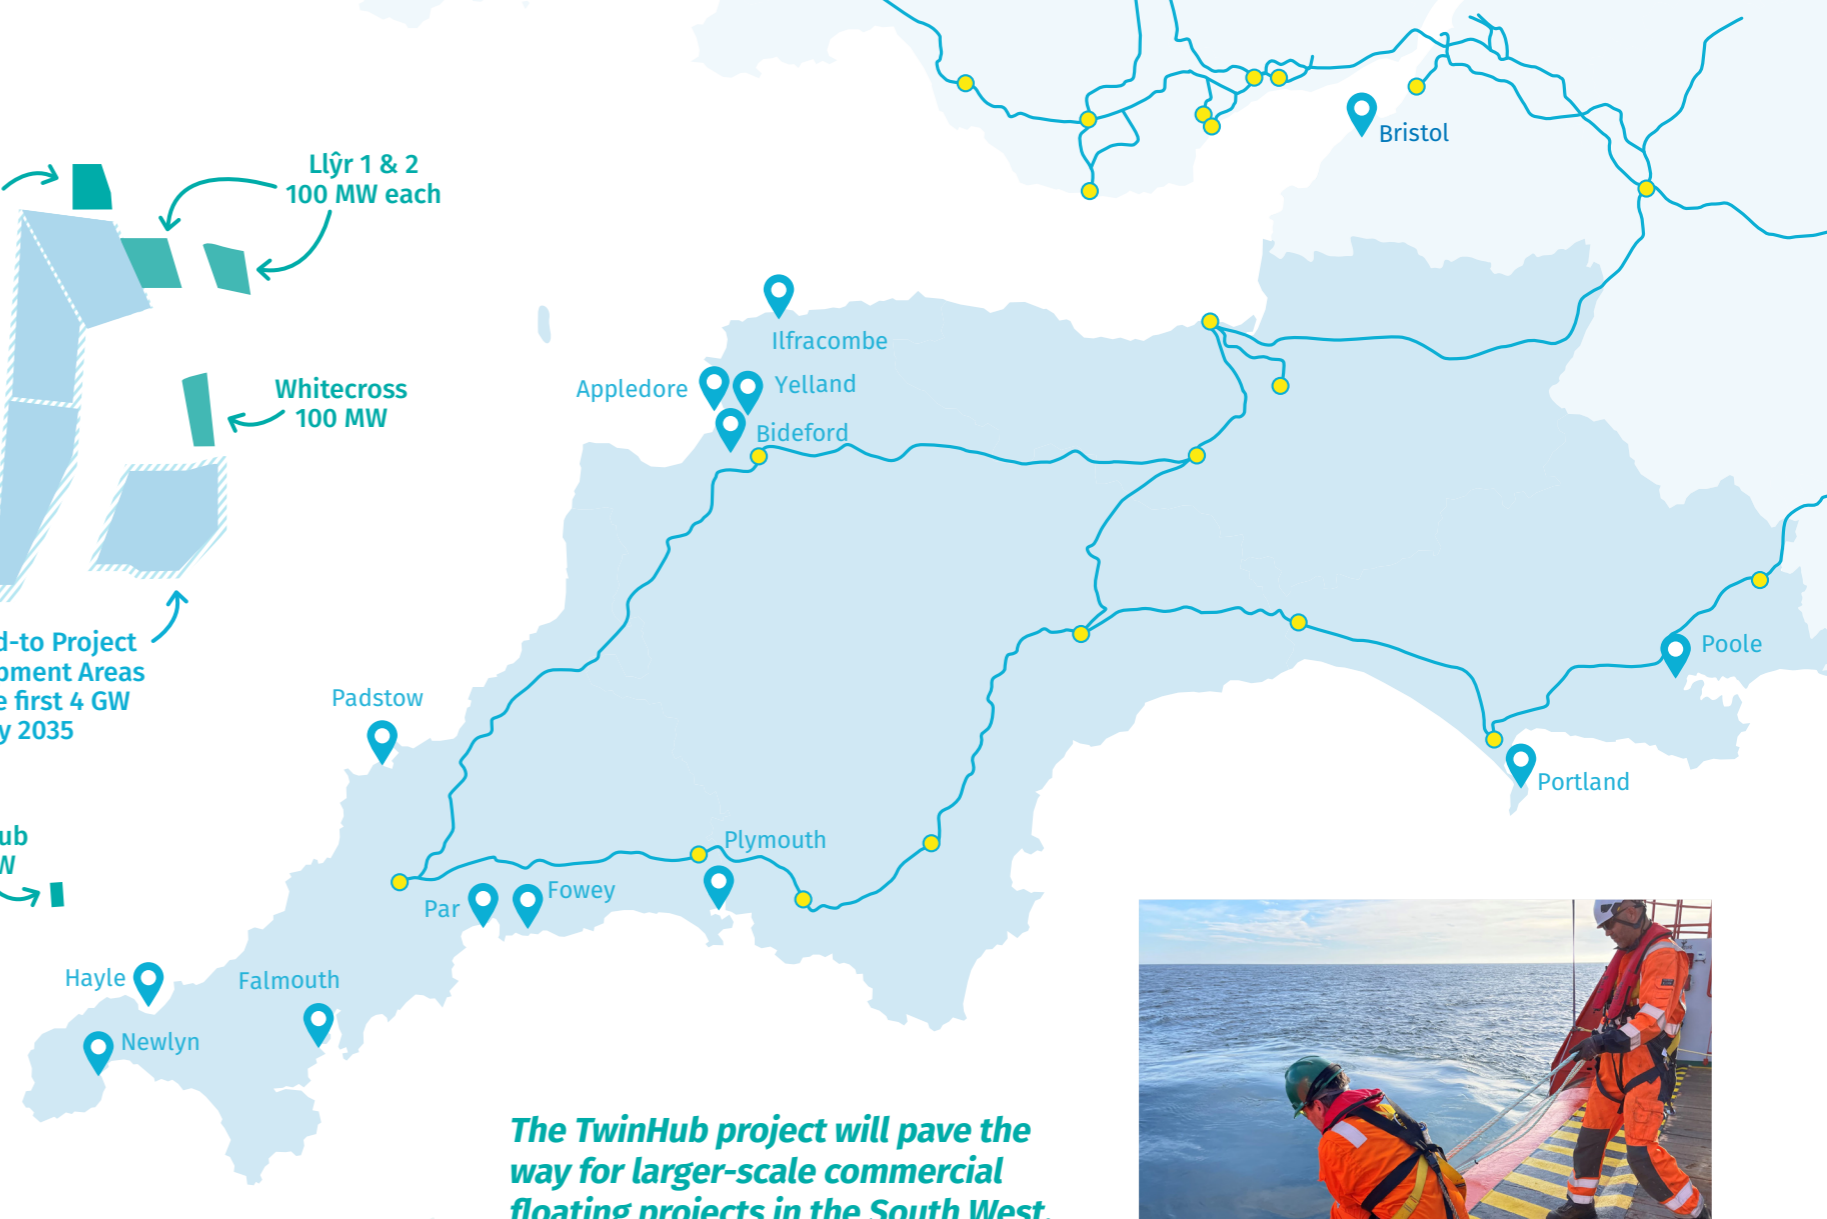 Llŷr 1 & 2
100 MW each
Bristol
Ilfracombe
Appledore
Yelland
Bideford
Whitecross
100 MW
d-to Project
pment Areas
e first 4 GW
y 2035
Poole
Padstow
Portland
Plymouth
ub
W
Par
Fowey
Hayle
Falmouth
Newlyn
The TwinHub project will pave the
way for larger-scale commercial
floating projects in the South West.